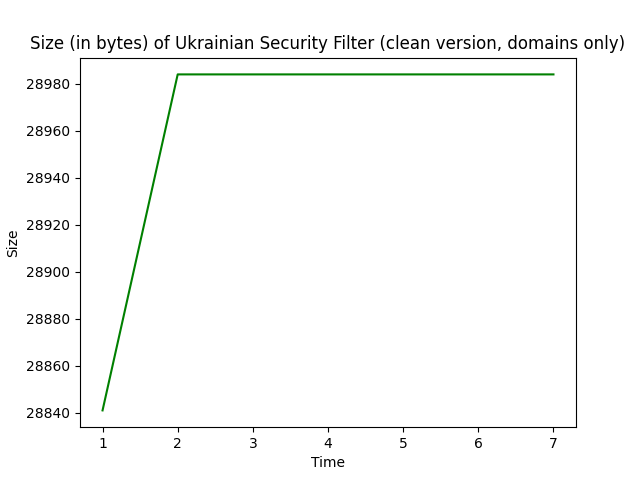 Size (in bytes) of Ukrainian Security Filter (clean version, domains only)
28980
28960
28940
28920
28900
28880
28860
28840
Size
1 2 3 4 5 6 7
Time